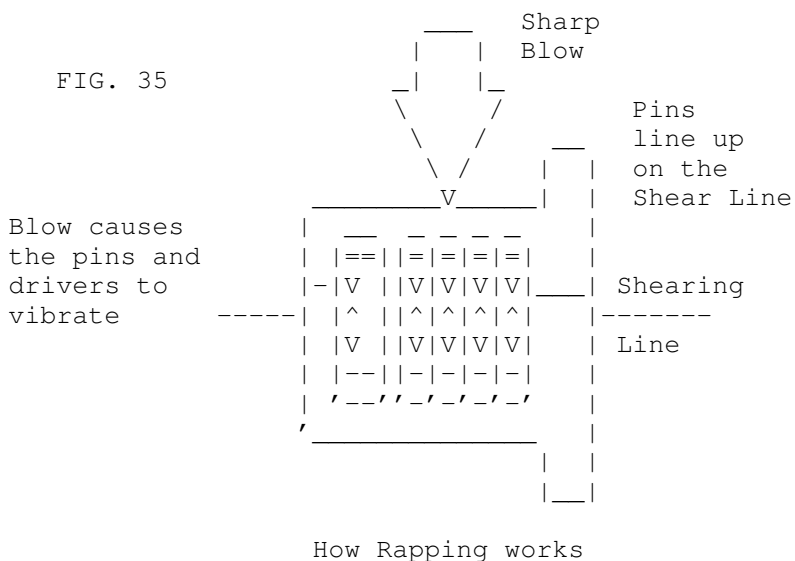 Sharp
Blow
FIG. 35
Pins
line up
on the
Shear Line
Blow causes
the pins and
drivers to
vibrate
Shearing
Line
How Rapping works